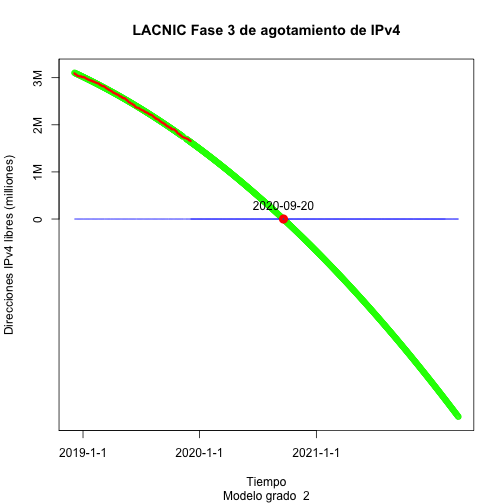 LACNIC Fase 3 de agotamiento de IPv4
Direcciones IPv4 libres (millones)
3M
2M
1M
0
2020-09-20
2019-1-1
2020-1-1
2021-1-1
Tiempo
Modelo grado 2